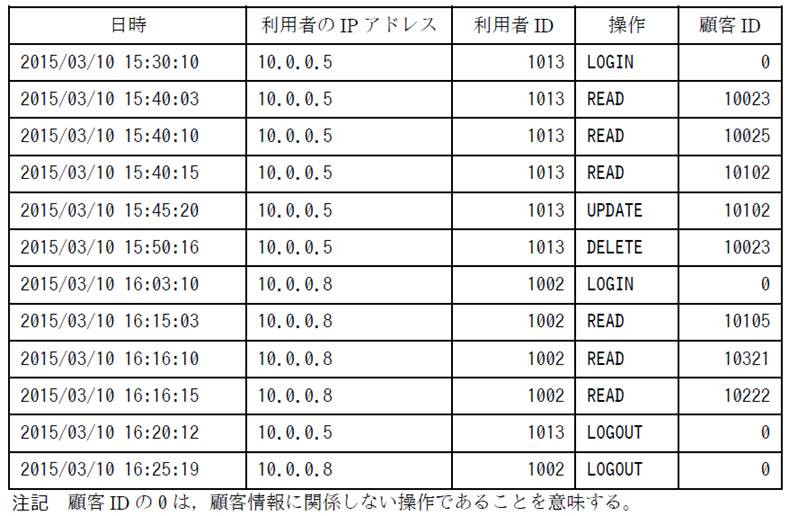 日時 利用者のIPアドレス 利用者ID 操作 顧客ID
2015/03/10 15:30:10 10.0.0.5 1013 LOGIN 0
2015/03/10 15:40:03 10.0.0.5 1013 READ 10023
2015/03/10 15:40:10 10.0.0.5 1013 READ 10025
2015/03/10 15:40:15 10.0.0.5 1013 READ 10102
2015/03/10 15:45:20 10.0.0.5 1013 UPDATE 10102
2015/03/10 15:50:16 10.0.0.5 1013 DELETE 10023
2015/03/10 16:03:10 10.0.0.8 1002 LOGIN 0
2015/03/10 16:15:03 10.0.0.8 1002 READ 10105
2015/03/10 16:16:10 10.0.0.8 1002 READ 10321
2015/03/10 16:16:15 10.0.0.8 1002 READ 10222
2015/03/10 16:20:12 10.0.0.5 1013 LOGOUT 0
2015/03/10 16:25:19 10.0.0.8 1002 LOGOUT 0
注記 顧客IDの0は，顧客情報に関係しない操作であることを意味する。